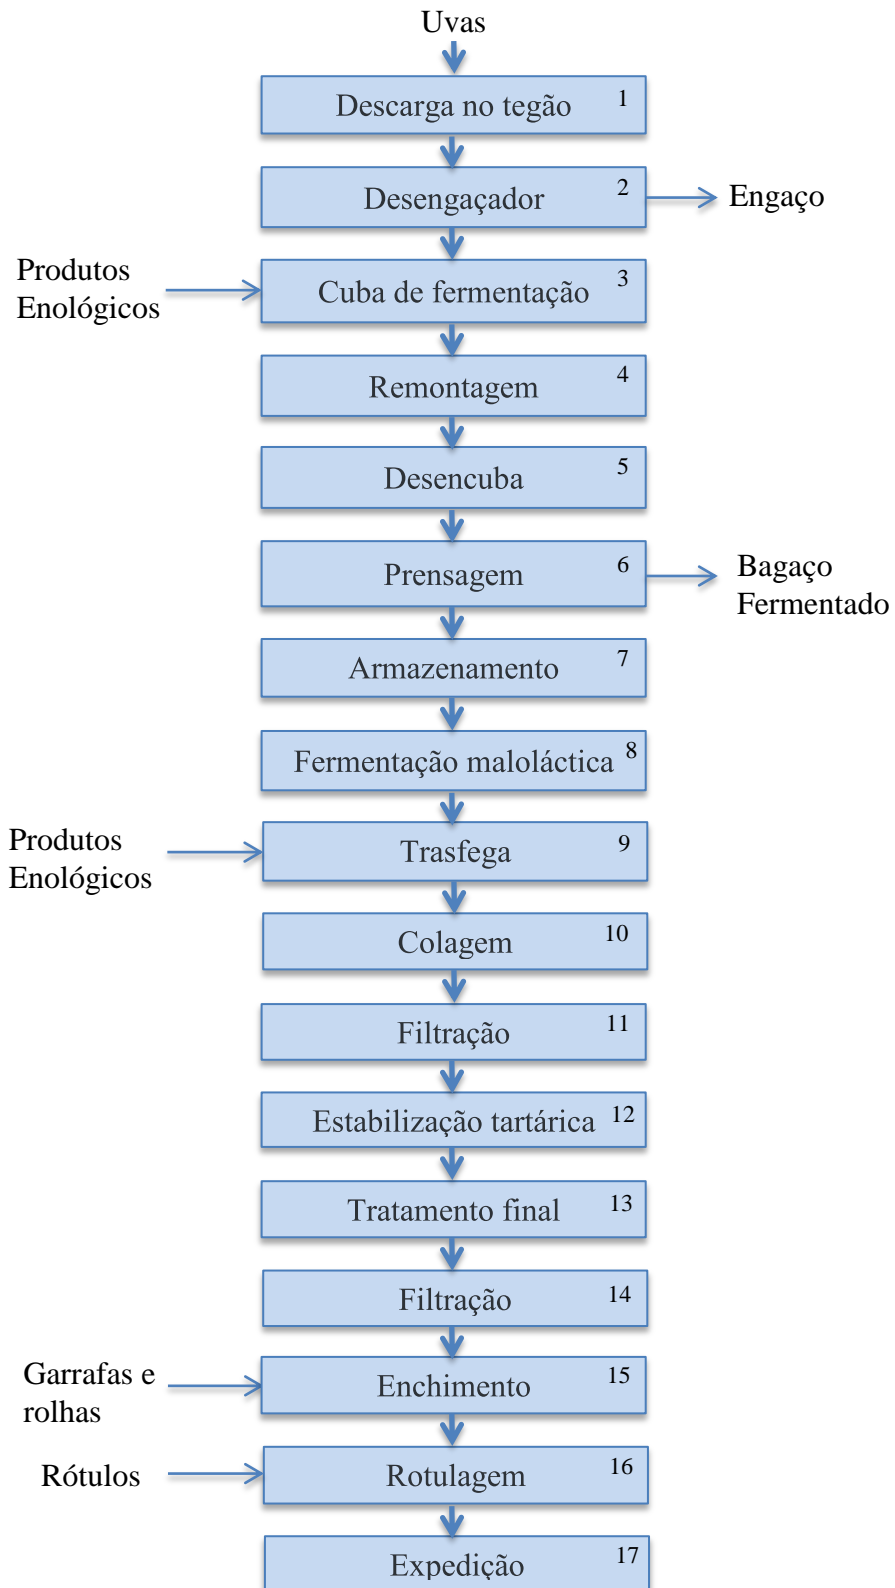 Uvas
Descarga no tegão 1
Desengaçador 2
Engaço
Produtos
Enológicos
Cuba de fermentação 3
Remontagem 4
Desencuba 5
Prensagem 6
Bagaço
Fermentado
Armazenamento 7
Fermentação maloláctica 8
Produtos
Enológicos
Trasfega 9
Colagem 10
Filtração 11
Estabilização tartárica 12
Tratamento final 13
Filtração 14
Garrafas e
rolhas
Enchimento 15
Rótulos
Rotulagem 16
Expedição 17